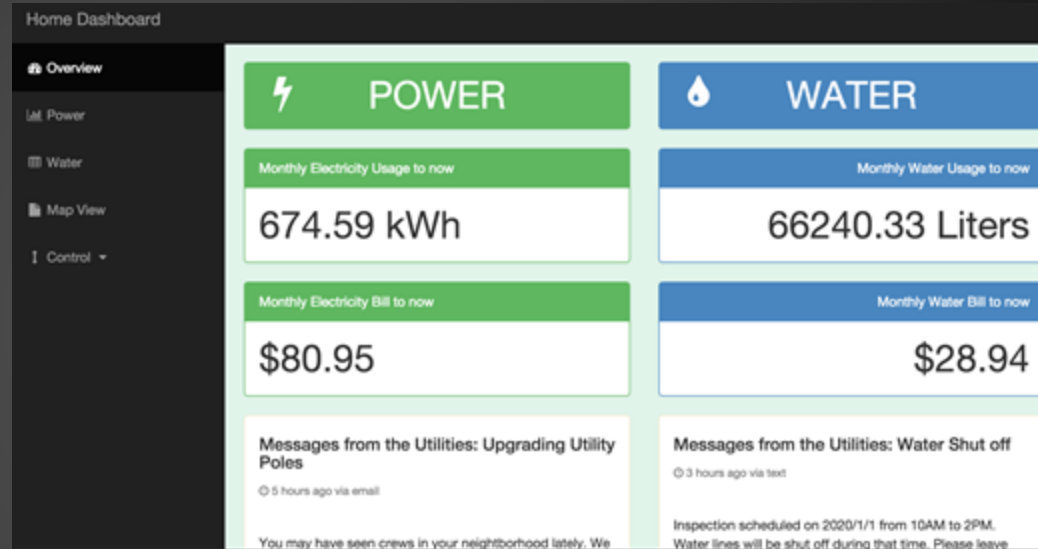 Home Dashboard
Overview
Power
Water
Map View
Control
POWER
Monthly Electricity Usage to now
674.59 kWh
Monthly Electricity Bill to now
$80.95
Messages from the Utilities: Upgrading Utility
Poles
5 hours ago via email
You may have seen crews in your neightborhood lately. We
WATER
Monthly Water Usage to now
66240.33 Liters
Monthly Water Bill to now
$28.94
Messages from the Utilities: Water Shut off
3 hours ago via text
Inspection scheduled on 2020/1/1 from 10AM to 2PM.
Water lines will be shut off during that time. Please leave